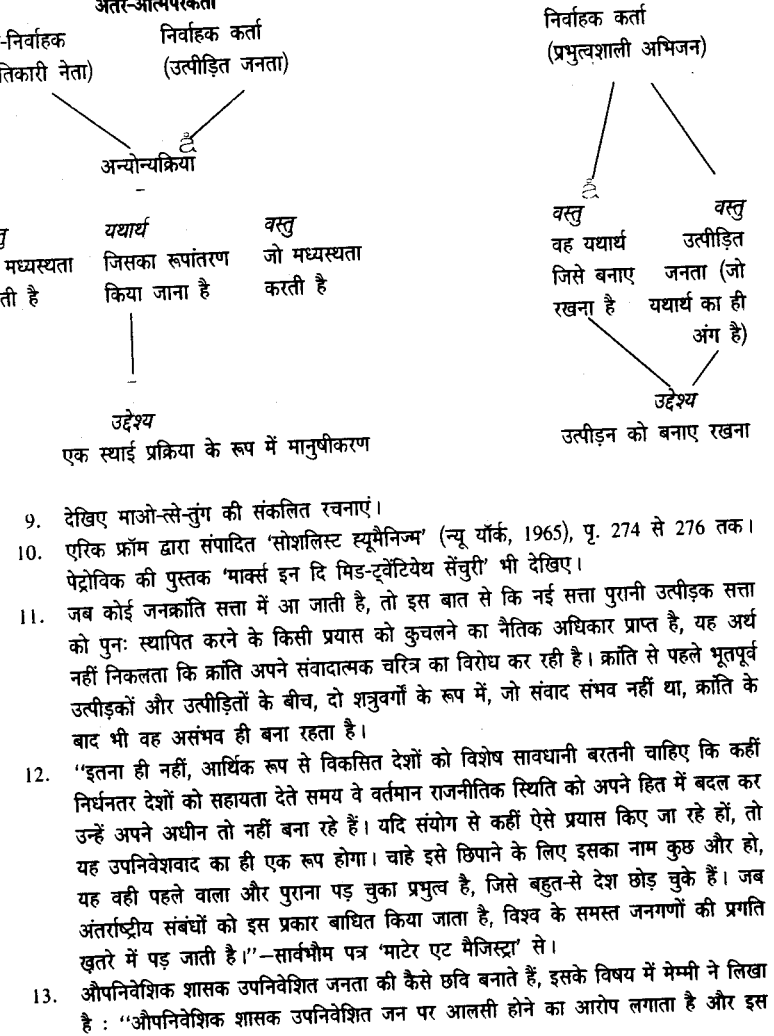 अंतर-आत्मपरकता
-निर्वाहक
तिकारी नेता)
निर्वाहक कर्ता
(उत्पीड़ित जनता)
अन्योन्यक्रिया
तु
मध्यस्थता
ती है
यथार्थ
जिसका रूपांतरण
किया जाना है
वस्तु
जो मध्यस्थता
करती है
उद्देश्य
एक स्थाई प्रक्रिया के रूप में मानुषीकरण
निर्वाहक कर्ता
(प्रभुत्वशाली अभिजन)
वस्तु
वह यथार्थ
जिसे बनाए
रखना है
वस्तु
उत्पीड़ित
जनता (जो
यथार्थ का ही
अंग है)
उद्देश्य
उत्पीड़न को बनाए रखना
9. देखिए माओ-त्से-तुंग की संकलित रचनाएं।
10. एरिक फ्रॉम द्वारा संपादित ‘सोशलिस्ट ह्यूमैनिज्म’ (न्यू यॉर्क, 1965), पृ. 274 से 276 तक।
पेट्रोविक की पुस्तक ‘मार्क्स इन दि मिड-ट्वेंटियेथ सेंचुरी’ भी देखिए।
11. जब कोई जनक्रांति सत्ता में आ जाती है, तो इस बात से कि नई सत्ता पुरानी उत्पीड़क सत्ता
को पुनः स्थापित करने के किसी प्रयास को कुचलने का नैतिक अधिकार प्राप्त है, यह अर्थ
नहीं निकलता कि क्रांति अपने संवादात्मक चरित्र का विरोध कर रही है। क्रांति से पहले भूतपूर्व
उत्पीड़कों और उत्पीड़ितों के बीच, दो शत्रुवर्गों के रूप में, जो संवाद संभव नहीं था, क्रांति के
बाद भी वह असंभव ही बना रहता है।
12. “इतना ही नहीं, आर्थिक रूप से विकसित देशों को विशेष सावधानी बरतनी चाहिए कि कहीं
निर्धनतर देशों को सहायता देते समय वे वर्तमान राजनीतिक स्थिति को अपने हित में बदल कर
उन्हें अपने अधीन तो नहीं बना रहे हैं। यदि संयोग से कहीं ऐसे प्रयास किए जा रहे हों, तो
यह उपनिवेशवाद का ही एक रूप होगा। चाहे इसे छिपाने के लिए इसका नाम कुछ और हो,
यह वही पहले वाला और पुराना पड़ चुका प्रभुत्व है, जिसे बहुत-से देश छोड़ चुके हैं। जब
अंतर्राष्ट्रीय संबंधों को इस प्रकार बाधित किया जाता है, विश्व के समस्त जनगणों की प्रगति
ख़तरे में पड़ जाती है।”–सार्वभौम पत्र ‘माटेर एट मैजिस्ट्रा’ से।
13. औपनिवेशिक शासक उपनिवेशित जनता की कैसे छवि बनाते हैं, इसके विषय में मेम्मी ने लिखा
है : “औपनिवेशिक शासक उपनिवेशित जन पर आलसी होने का आरोप लगाता है और इस